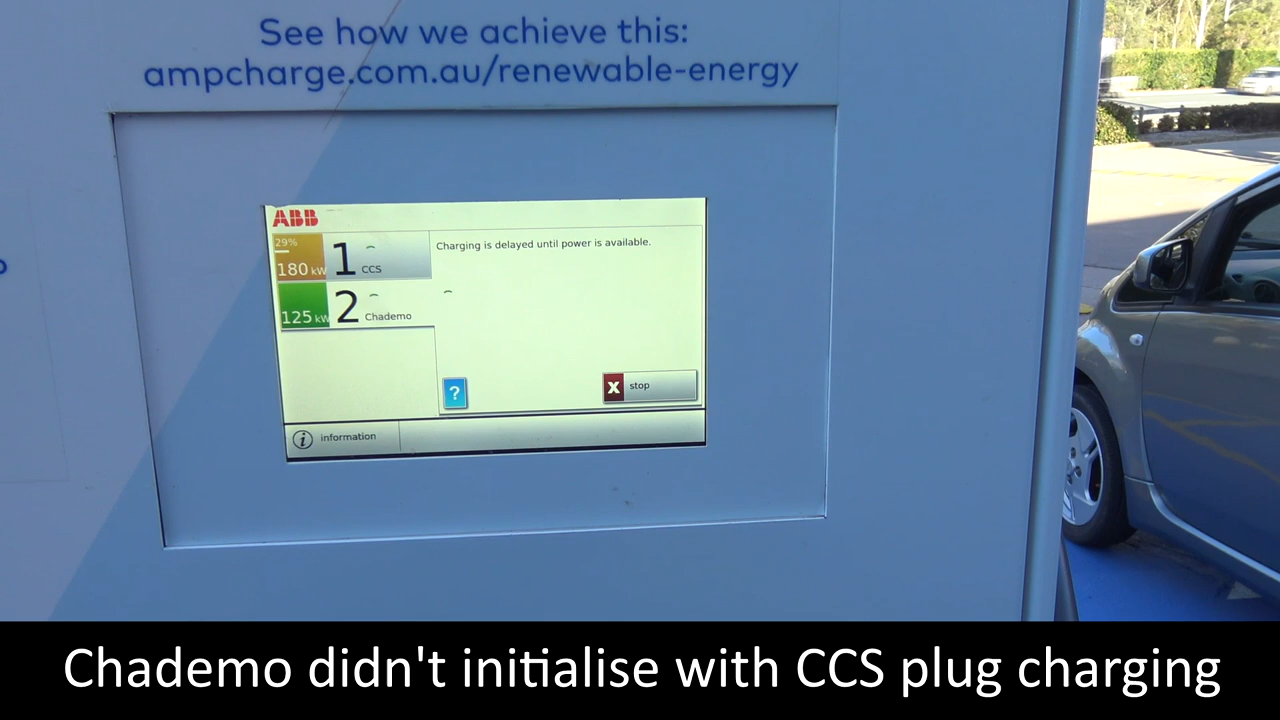 See how we achieve this:
ampcharge.com.au/renewable-energy
ABB
29%
180 kW
1
CCS
Charging is delayed until power is available.
125 kW
2
Chademo
?
X stop
i information
Chademo didn't initialise with CCS plug charging